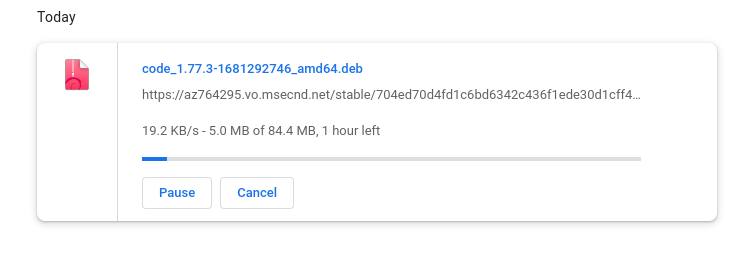 Today
code_1.77.3-1681292746_amd64.deb
https://az764295.vo.msecnd.net/stable/704ed70d4fd1c6bd6342c436f1ede30d1cff4…
19.2 KB/s - 5.0 MB of 84.4 MB, 1 hour left
Pause Cancel